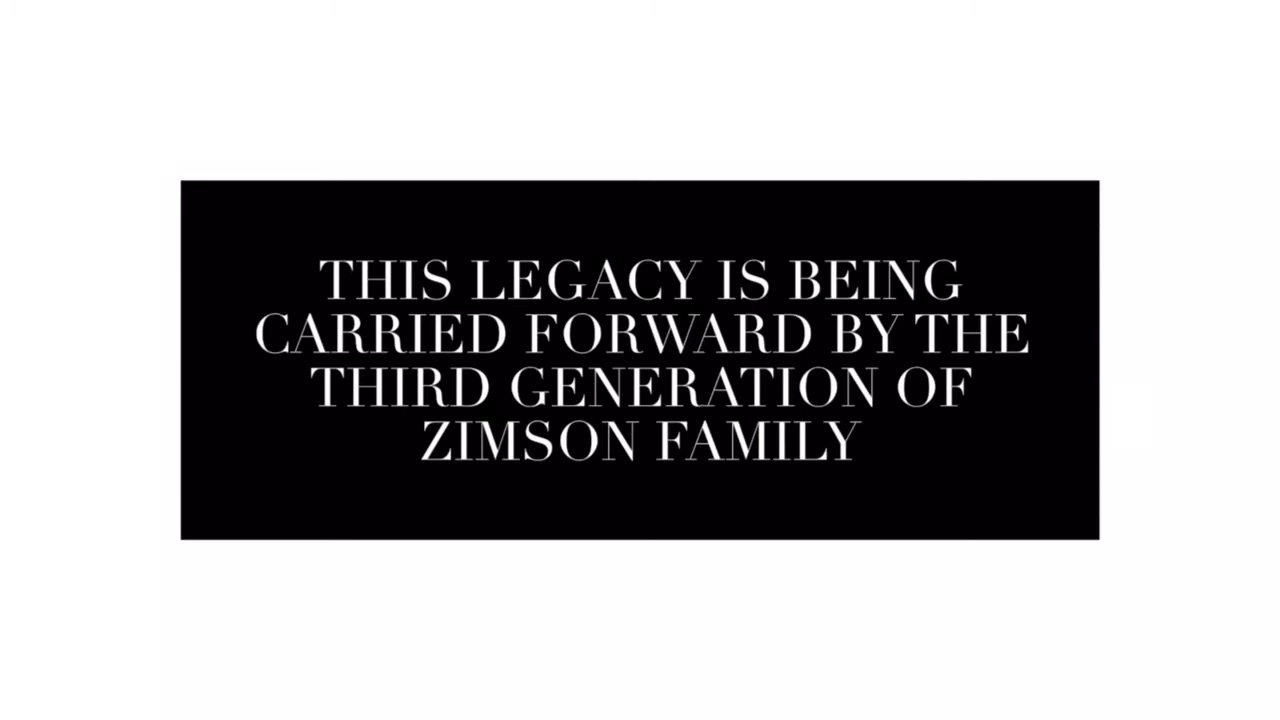 THIS LEGACY IS BEING
CARRIED FORWARD BY THE
THIRD GENERATION OF
ZIMSON FAMILY